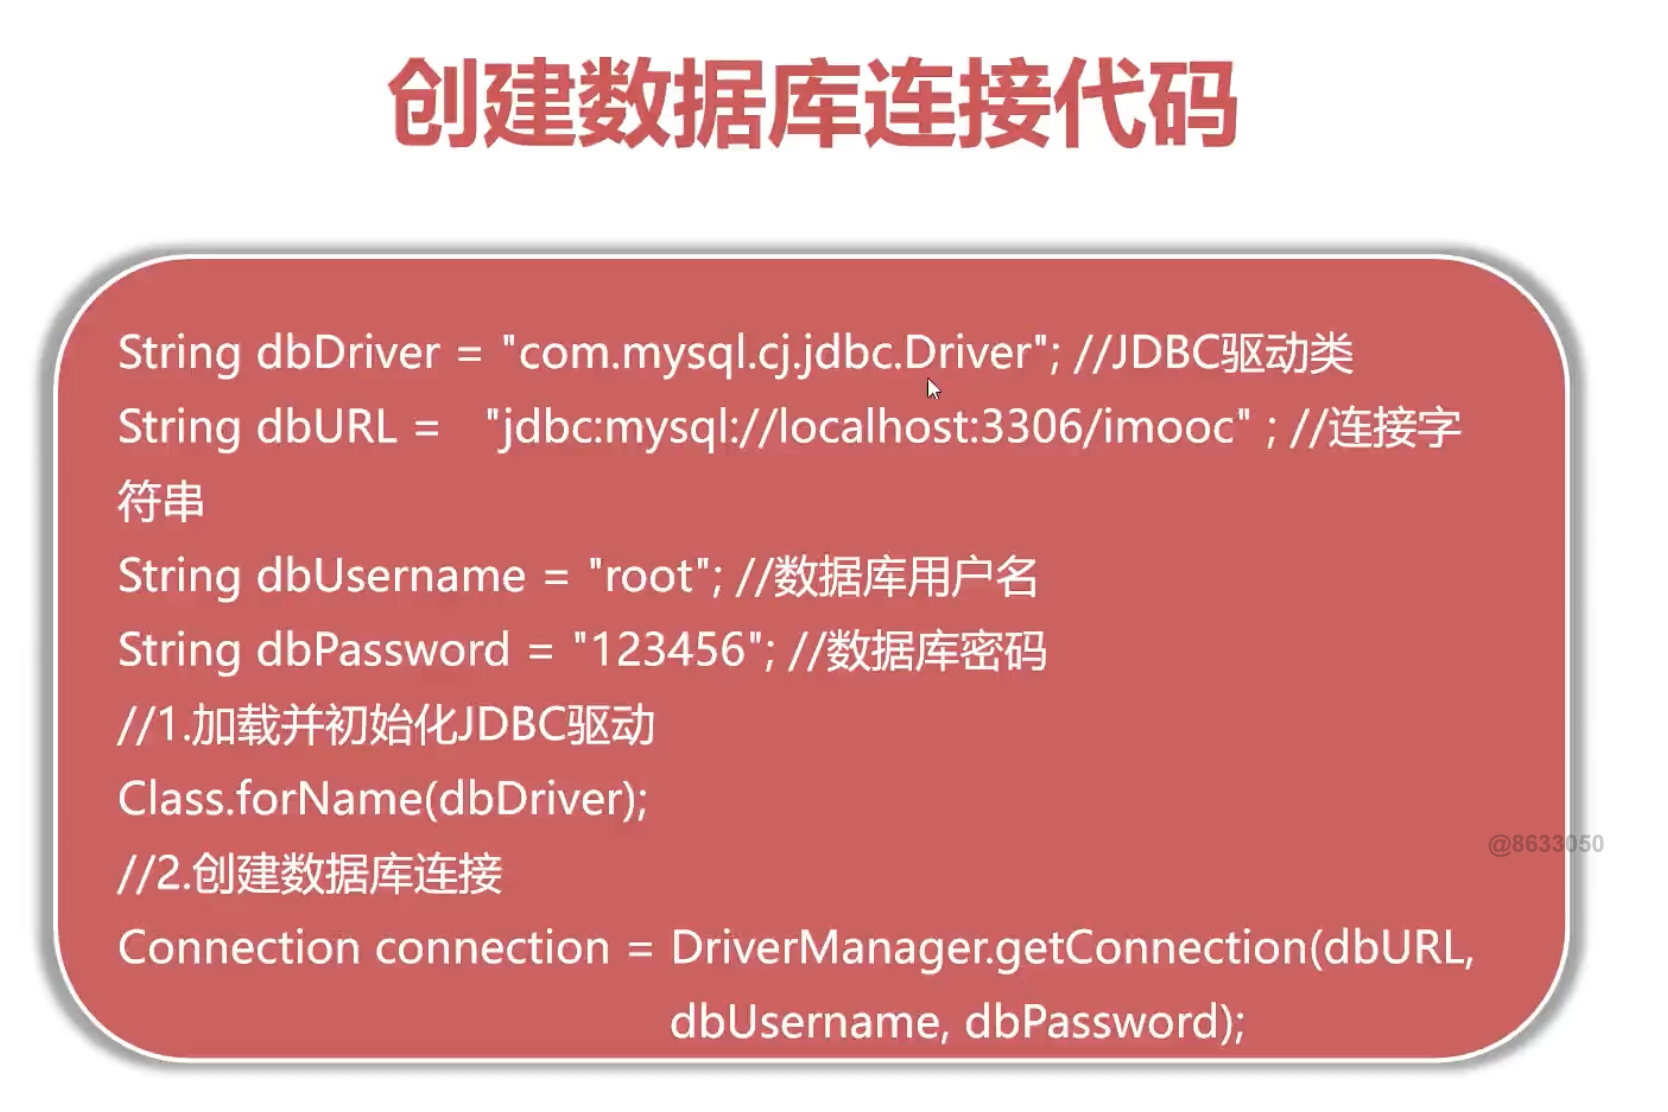 创建数据库连接代码
String dbDriver = "com.mysql.cj.jdbc.Driver"; //JDBC驱动类
String dbURL =   "jdbc:mysql://localhost:3306/imooc" ; //连接字
符串
String dbUsername = "root"; //数据库用户名
String dbPassword = "123456"; //数据库密码
//1.加载并初始化JDBC驱动
Class.forName(dbDriver);
@8633050
//2.创建数据库连接
Connection connection = DriverManager.getConnection(dbURL,
dbUsername, dbPassword);